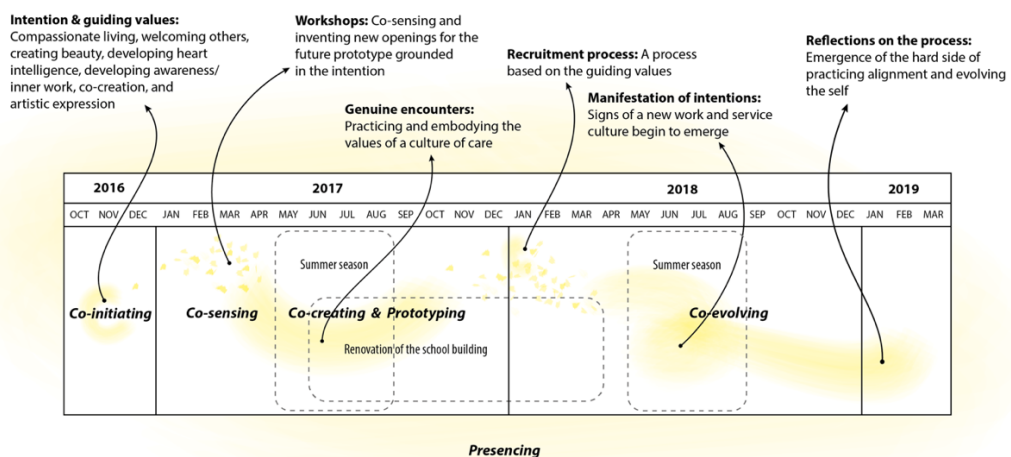 Intention & guiding values:
Compassionate living, welcoming others,
creating beauty, developing heart
intelligence, developing awareness/
inner work, co-creation, and
artistic expression
Workshops: Co-sensing and
inventing new openings for the
future prototype grounded
in the intention
Genuine encounters:
Practicing and embodying the
values of a culture of care
Recruitment process: A process
based on the guiding values
Manifestation of intentions:
Signs of a new work and service
culture begin to emerge
Reflections on the process:
Emergence of the hard side of
practicing alignment and evolving
the self
2016 2017 2018 2019
OCT NOV DEC JAN FEB MAR APR MAY JUN JUL AUG SEP OCT NOV DEC JAN FEB MAR APR MAY JUN JUL AUG SEP OCT NOV DEC JAN FEB MAR
Summer season Summer season
Co-initiating Co-sensing Co-creating & Prototyping Co-evolving
Renovation of the school building
Presencing